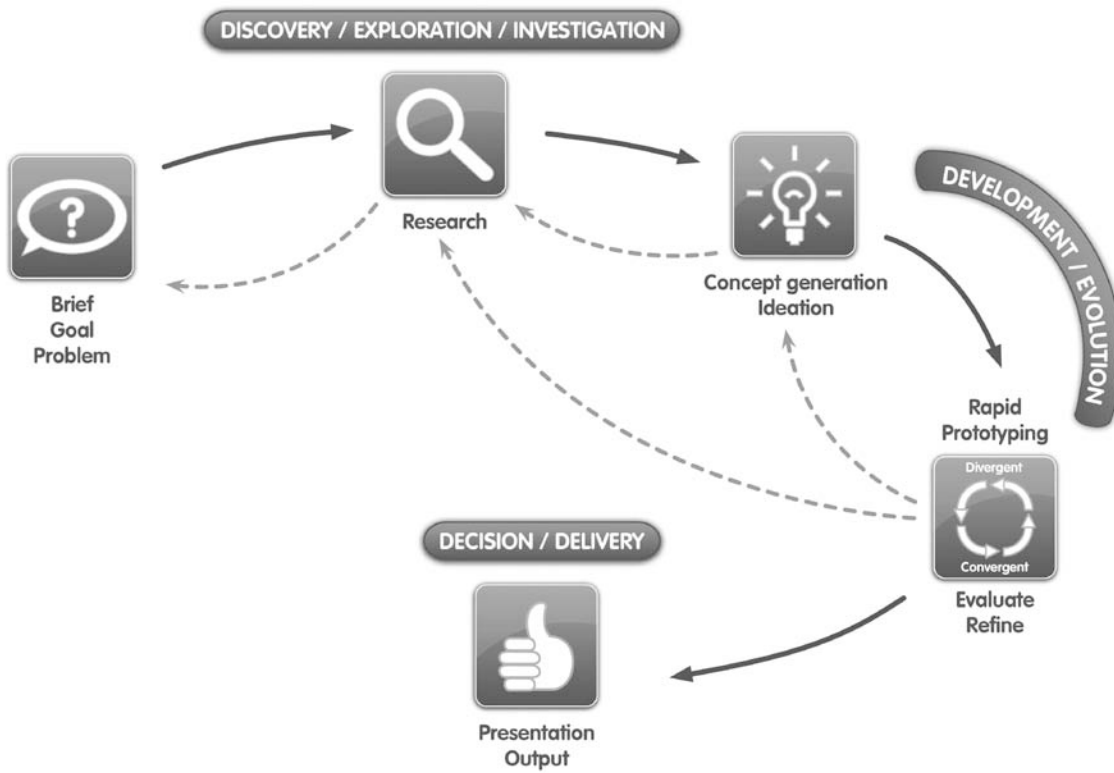 DISCOVERY / EXPLORATION / INVESTIGATION
?
Brief
Goal
Problem
Research
Concept generation
Ideation
DEVELOPMENT / EVOLUTION
Rapid
Prototyping
Divergent
Convergent
Evaluate
Refine
DECISION / DELIVERY
Presentation
Output